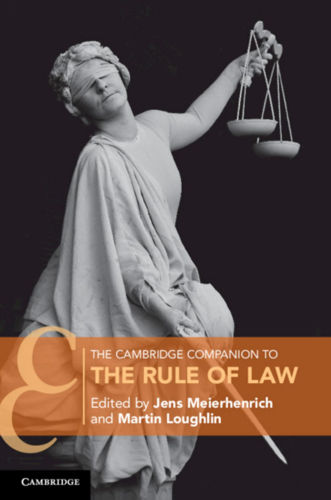 THE CAMBRIDGE COMPANION TO
THE RULE OF LAW
Edited by Jens Meierhenrich
and Martin Loughlin
CAMBRIDGE